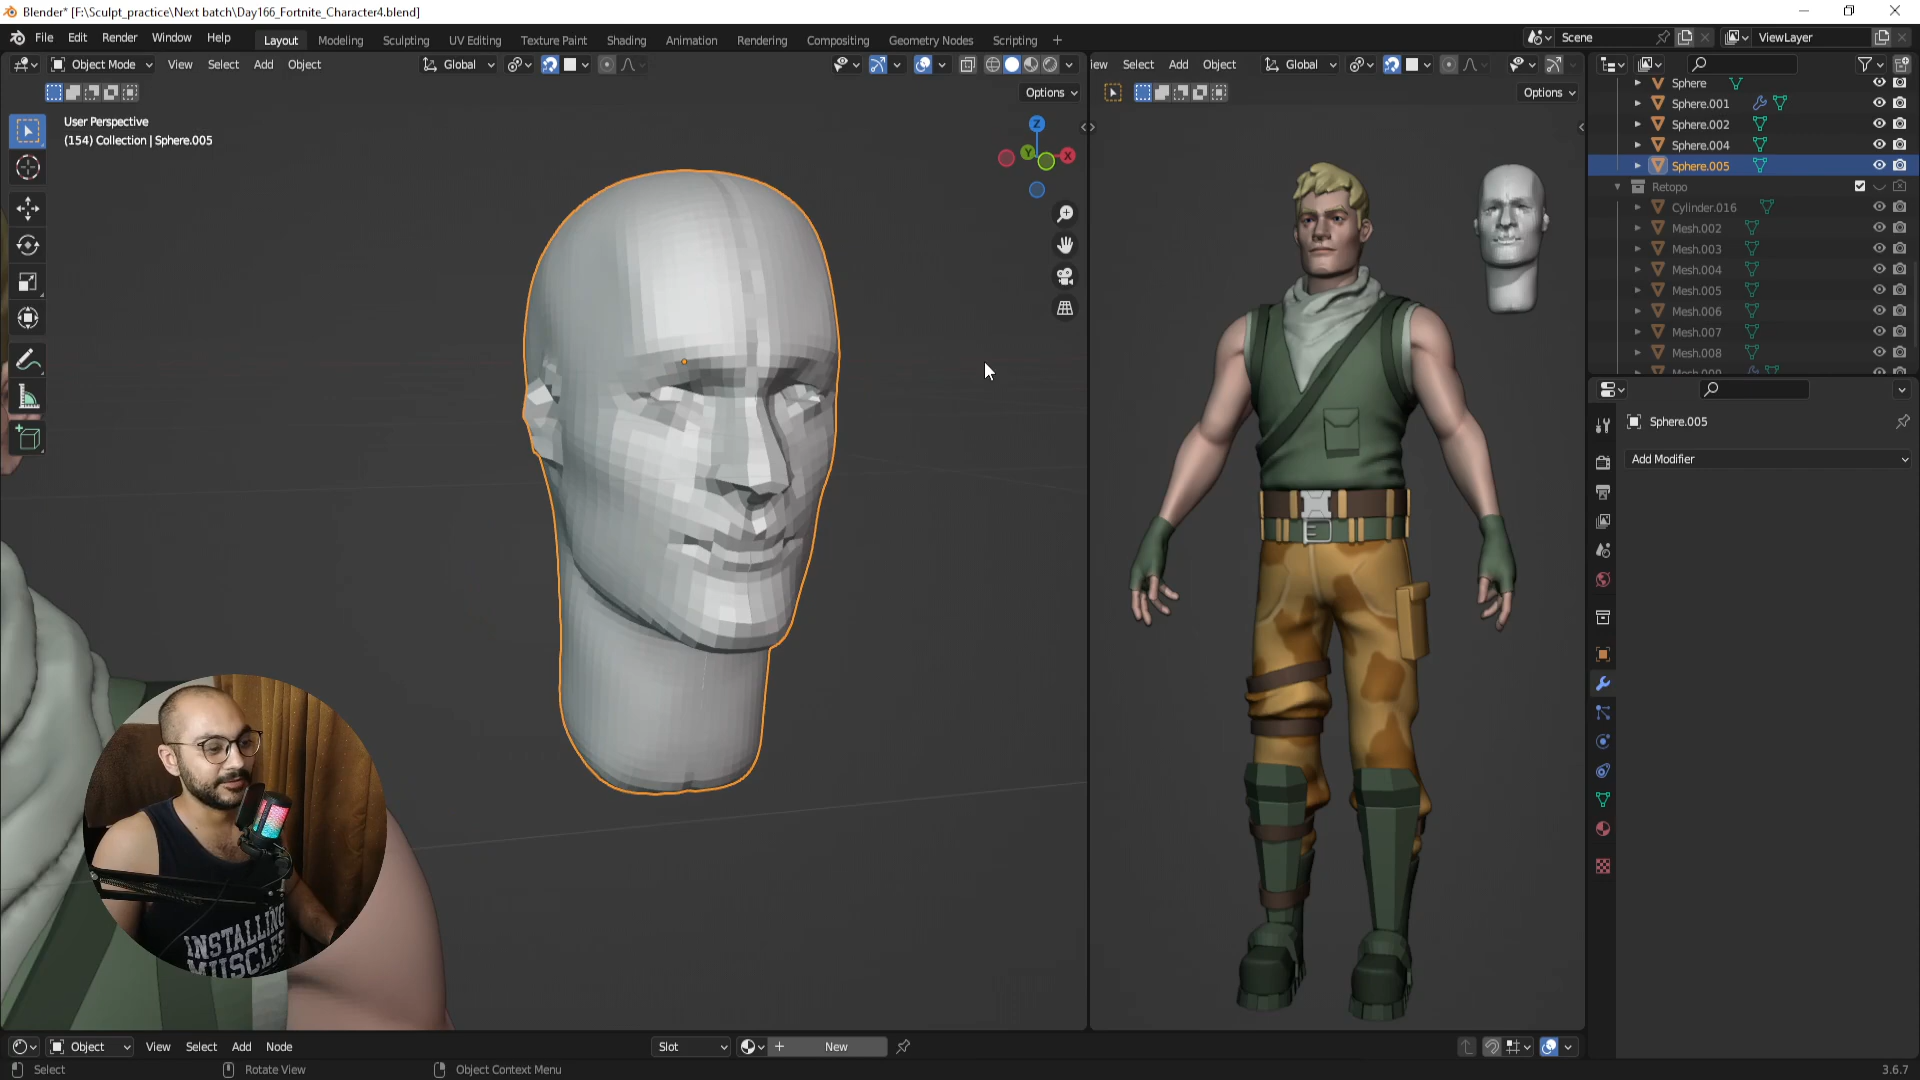 Blender* [F:\Sculpt_practice\Next batch\Day166_Fortnite_Character4.blend]
File Edit Render Window Help Layout Modeling Sculpting UV Editing Texture Paint Shading Animation Rendering Compositing Geometry Nodes Scripting + Scene ViewLayer
Object Mode View Select Add Object Global iew Select Add Object Global
Options Options
User Perspective
(154) Collection | Sphere.005
Z
Y X
Sphere
Sphere.001
Sphere.002
Sphere.004
Sphere.005
Retopo
Cylinder.016
Mesh.002
Mesh.003
Mesh.004
Mesh.005
Mesh.006
Mesh.007
Mesh.008
Sphere.005
Add Modifier
INSTALLING
MUSCLES
Object View Select Add Node Slot New
Select Rotate View Object Context Menu 3.6.7